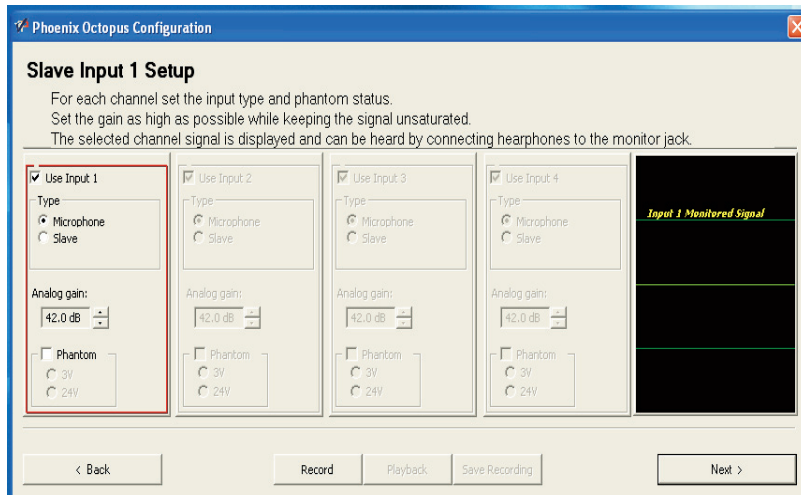 Phoenix Octopus Configuration
Slave Input 1 Setup
For each channel set the input type and phantom status.
Set the gain as high as possible while keeping the signal unsaturated.
The selected channel signal is displayed and can be heard by connecting hearphones to the monitor jack.
Use Input 1
Type
Microphone
Slave
Analog gain:
42.0 dB
Phantom
3V
24V
Use Input 2
Type
Microphone
Slave
Analog gain:
42.0 dB
Phantom
3V
24V
Use Input 3
Type
Microphone
Slave
Analog gain:
42.0 dB
Phantom
3V
24V
Use Input 4
Type
Microphone
Slave
Analog gain:
42.0 dB
Phantom
3V
24V
Input 1 Monitored Signal
< Back
Record
Playback
Save Recording
Next >